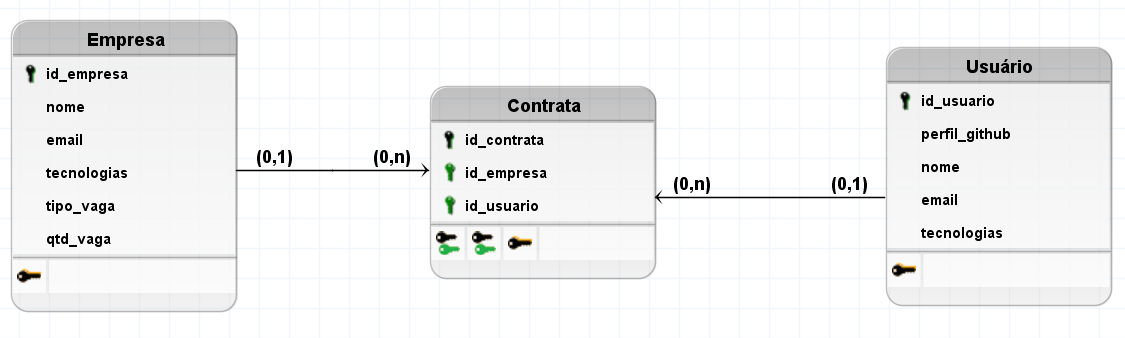 Empresa
id_empresa
nome
email
tecnologias
tipo_vaga
qtd_vaga
(0,1)
(0,n)
Contrata
id_contrata
id_empresa
id_usuario
(0,n)
(0,1)
Usuário
id_usuario
perfil_github
nome
email
tecnologias